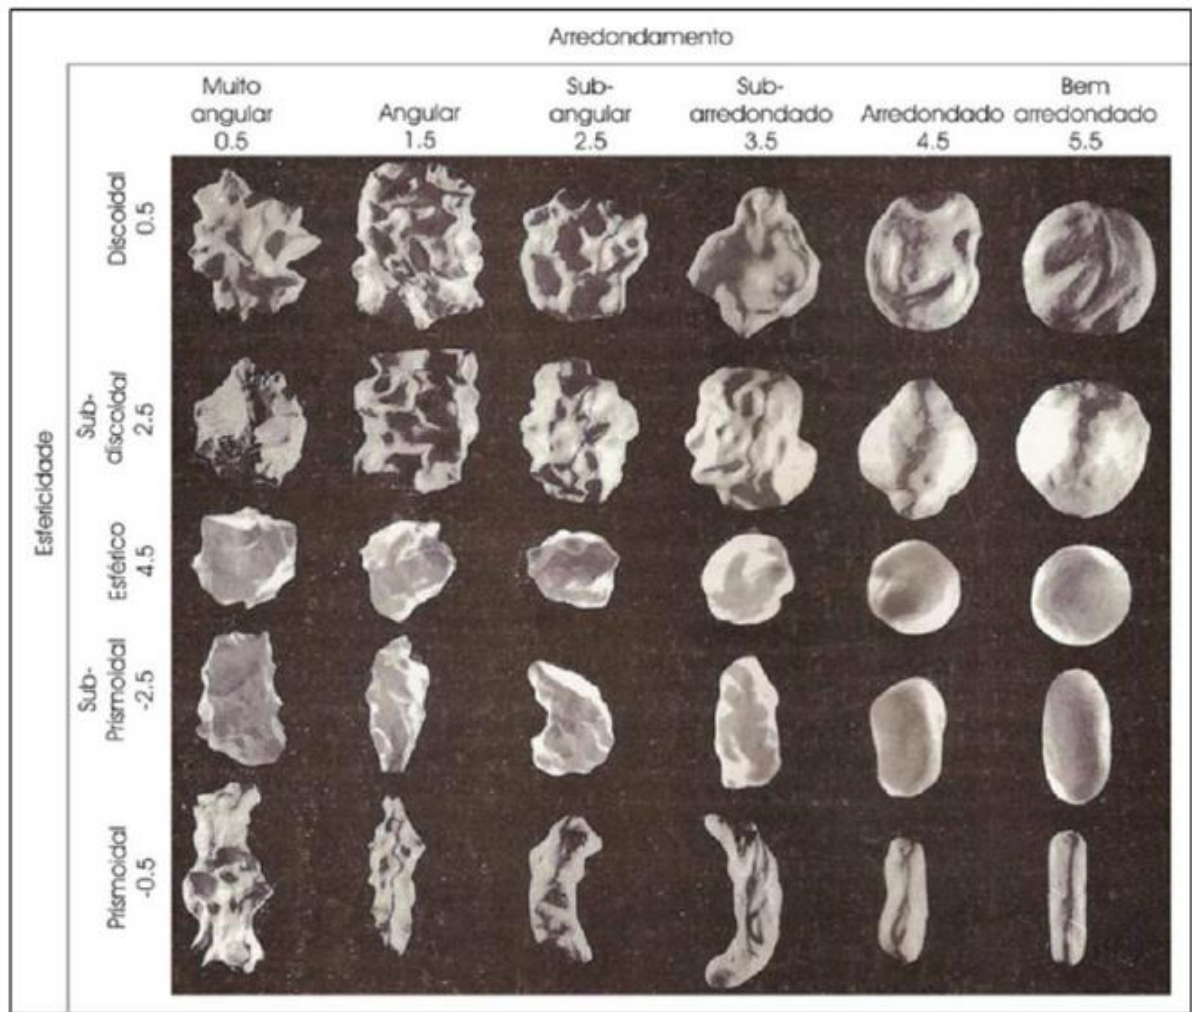 Arredondamento
Muito
angular
0.5
Angular
1.5
Sub-
angular
2.5
Sub-
arredondado
3.5
Arredondado
4.5
Bem
arredondado
5.5
Esfericidade
Discoidal
0.5
Sub-
discoidal
2.5
Esférico
4.5
Sub-
Prismoidal
-2.5
Prismoidal
-0.5